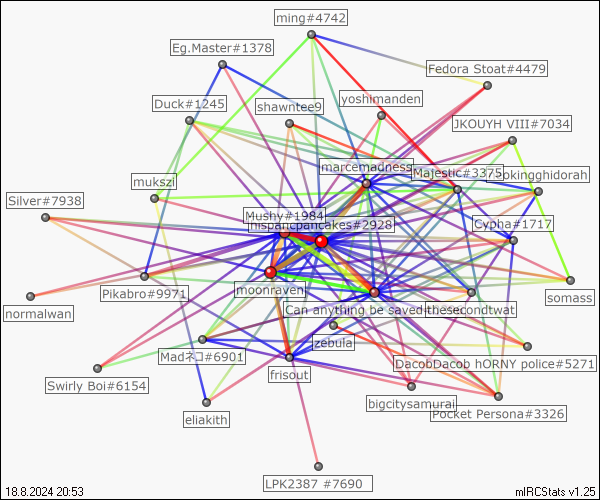 ming#4742
Eg.Master#1378
Fedora Stoat#4479
yoshimanden
Duck#1245
shawntee9
JKOUYH VIII#7034
marcemadness
Majestic#3375
okingghidorah
mukszi
Silver#7938
Mushy#1984
hispancpancakes#2928
Cypha#1717
moonraven
Pikabro#9971
somass
normalwan
Can anything be saved
thesecondtwat
zebula
Madネコ#6901
DacobDacob hORNY police#5271
frisout
Swirly Boi#6154
bigcitysamurai
Pocket Persona#3326
eliakith
LPK2387 #7690
18.8.2024 20:53
mIRCStats v1.25